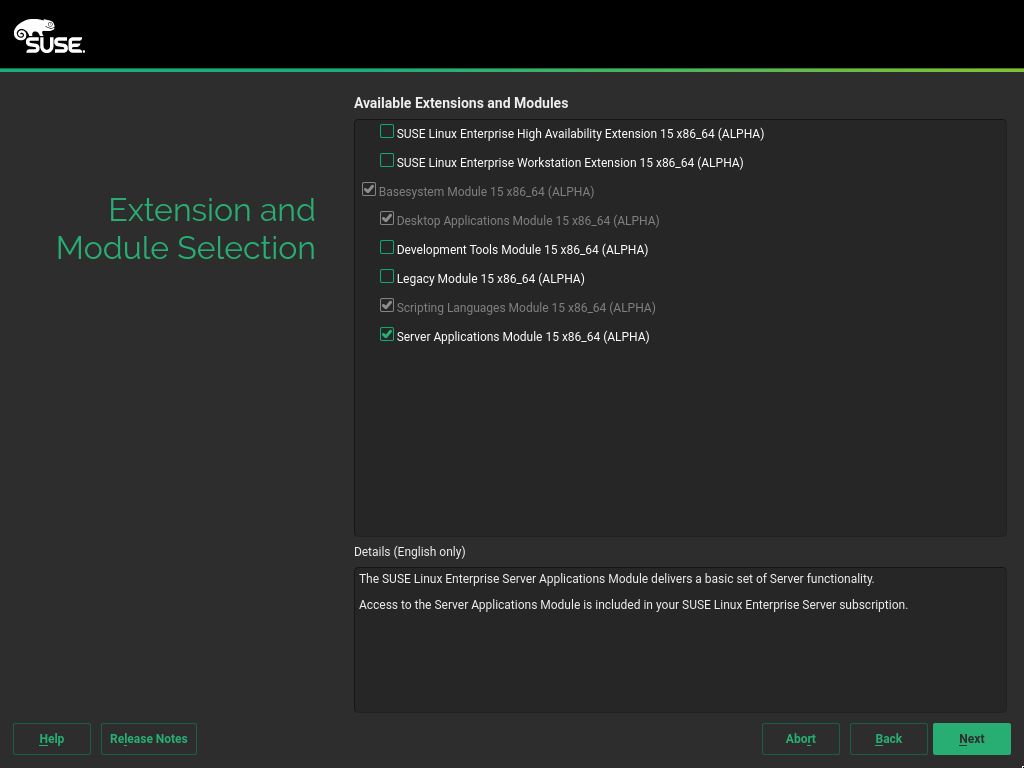 SUSE.
Available Extensions and Modules
SUSE Linux Enterprise High Availability Extension 15 x86_64 (ALPHA)
SUSE Linux Enterprise Workstation Extension 15 x86_64 (ALPHA)
Basesystem Module 15 x86_64 (ALPHA)
Desktop Applications Module 15 x86_64 (ALPHA)
Development Tools Module 15 x86_64 (ALPHA)
Legacy Module 15 x86_64 (ALPHA)
Scripting Languages Module 15 x86_64 (ALPHA)
Server Applications Module 15 x86_64 (ALPHA)
Extension and
Module Selection
Details (English only)
The SUSE Linux Enterprise Server Applications Module delivers a basic set of Server functionality.
Access to the Server Applications Module is included in your SUSE Linux Enterprise Server subscription.
Help
Release Notes
Abort
Back
Next